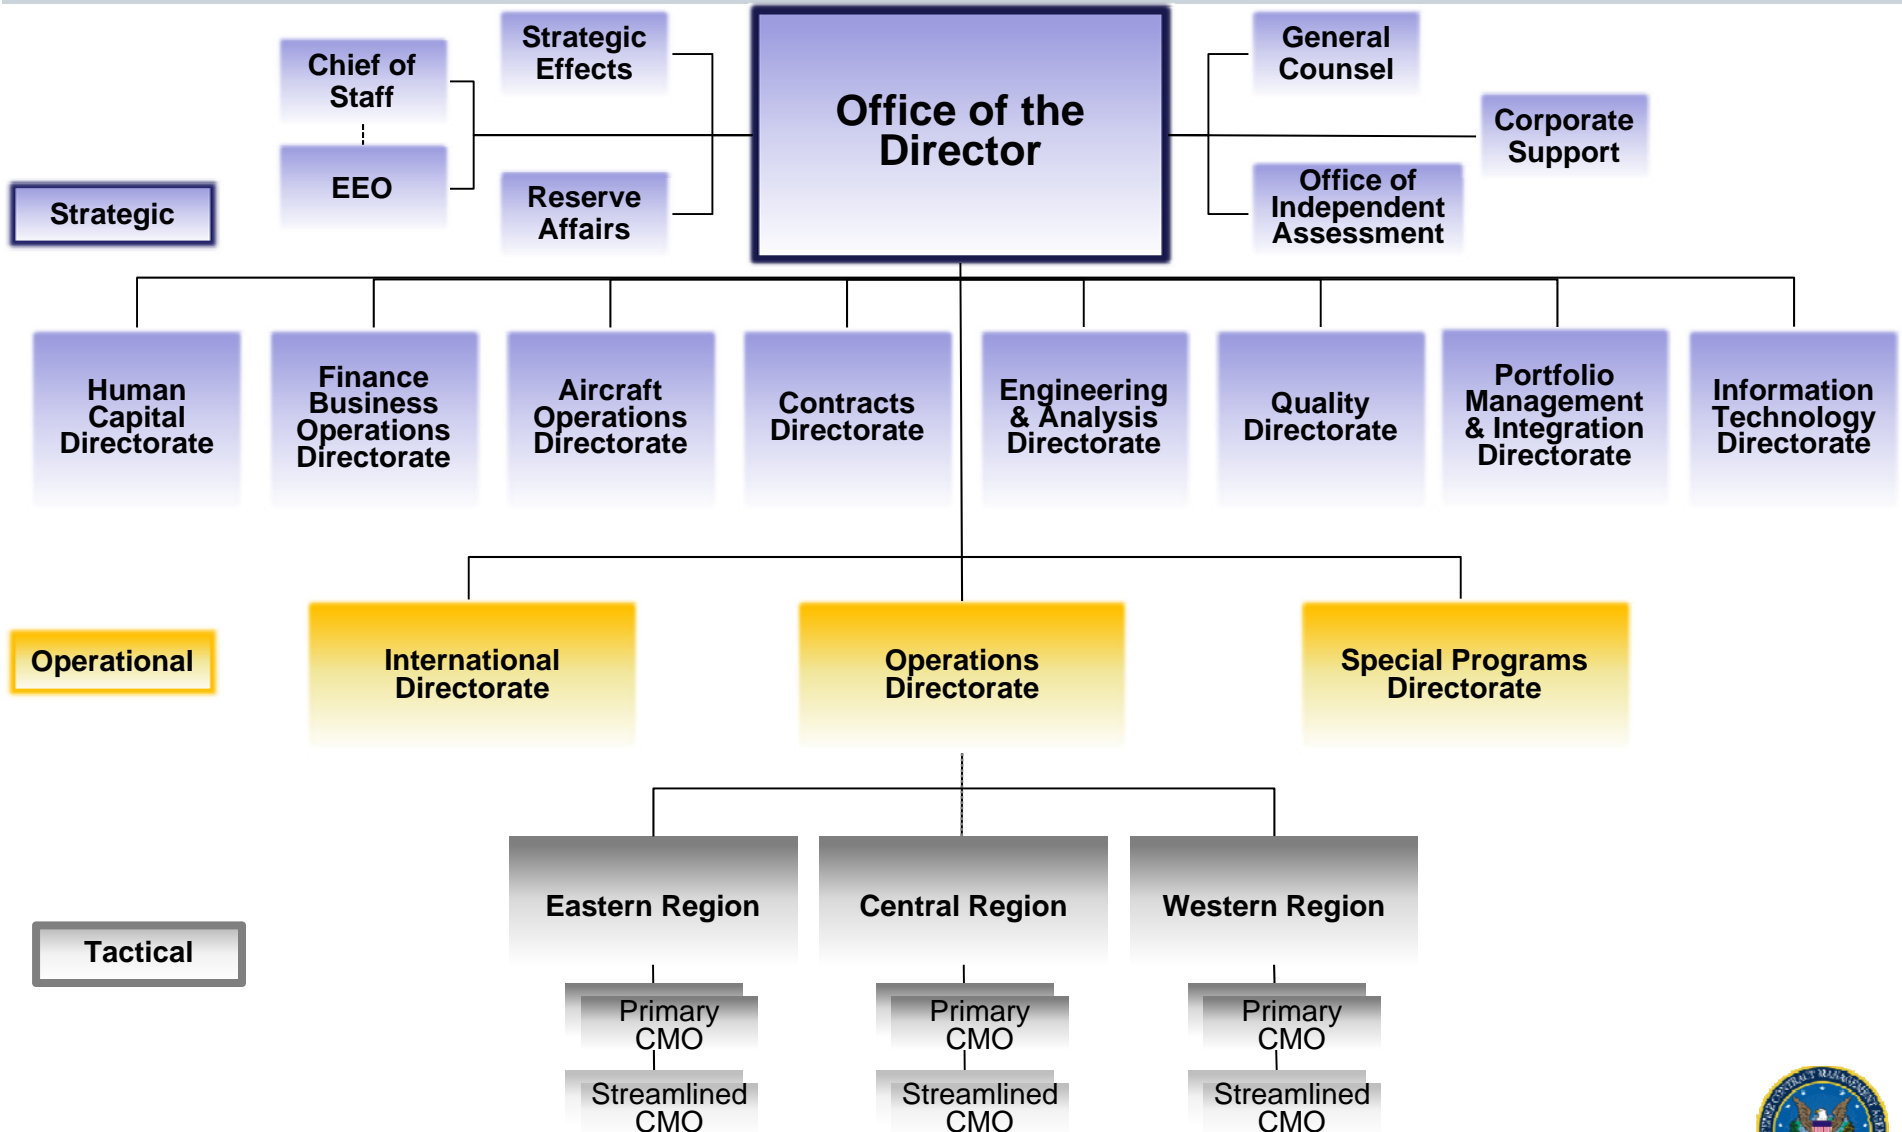 Strategic
Effects
Chief of
Staff
EEO
Reserve
Affairs
Office of the
Director
General
Counsel
Corporate
Support
Office of
Independent
Assessment
Strategic
Human
Capital
Directorate
Finance
Business
Operations
Directorate
Aircraft
Operations
Directorate
Contracts
Directorate
Engineering
& Analysis
Directorate
Quality
Directorate
Portfolio
Management
& Integration
Directorate
Information
Technology
Directorate
Operational
International
Directorate
Operations
Directorate
Special Programs
Directorate
Tactical
Eastern Region
Central Region
Western Region
Primary
CMO
Primary
CMO
Primary
CMO
Streamlined
CMO
Streamlined
CMO
Streamlined
CMO
CONTRACT MANAGEMENT